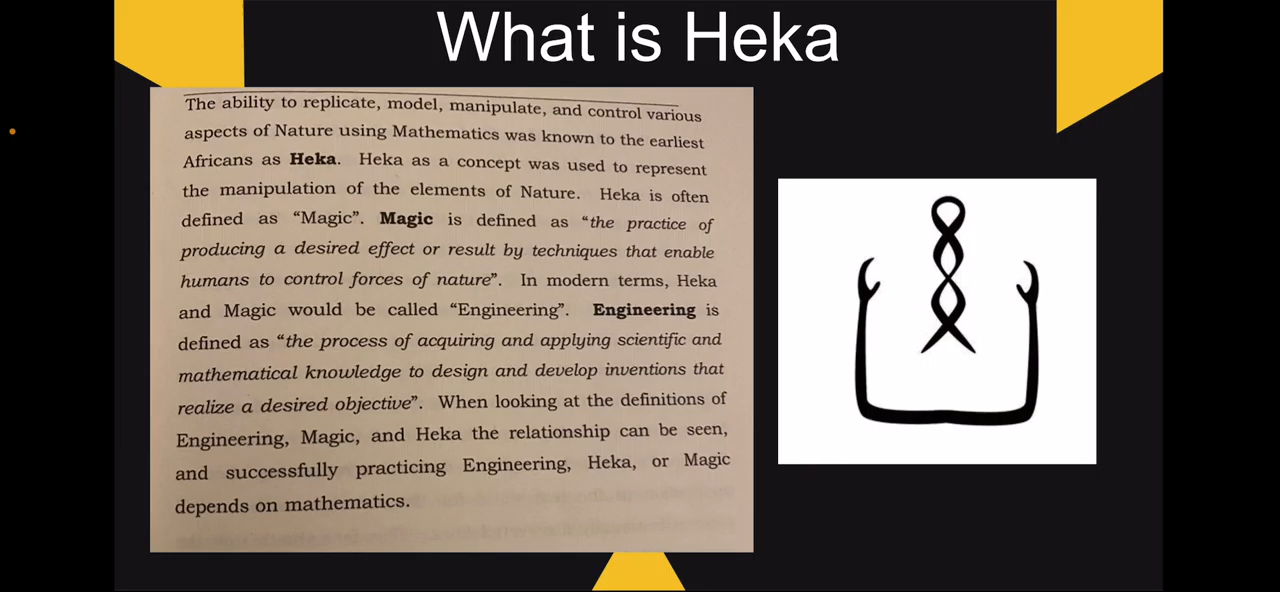 What is Heka
The ability to replicate, model, manipulate, and control various
aspects of Nature using Mathematics was known to the earliest
Africans as Heka. Heka as a concept was used to represent
the manipulation of the elements of Nature. Heka is often
defined as “Magic”. Magic is defined as “the practice of
producing a desired effect or result by techniques that enable
humans to control forces of nature”. In modern terms, Heka
and Magic would be called “Engineering”. Engineering is
defined as “the process of acquiring and applying scientific and
mathematical knowledge to design and develop inventions that
realize a desired objective”. When looking at the definitions of
Engineering, Magic, and Heka the relationship can be seen,
and successfully practicing Engineering, Heka, or Magic
depends on mathematics.